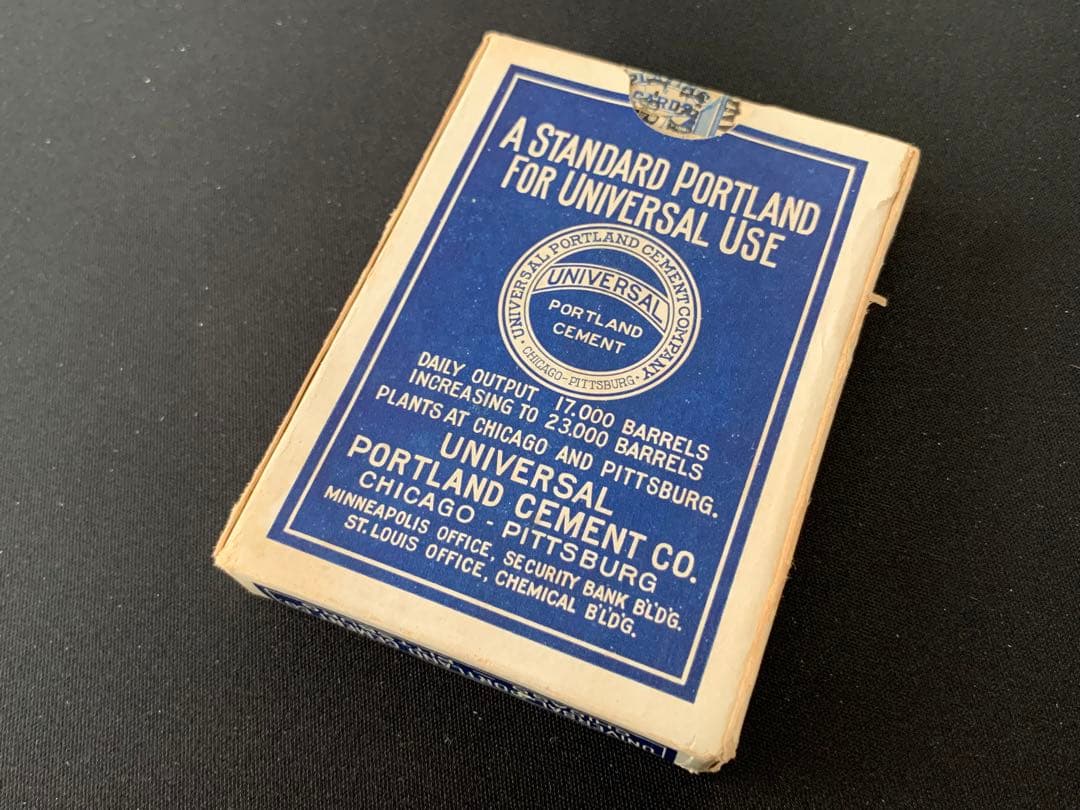 CARDS
A STANDARD PORTLAND
FOR UNIVERSAL USE
UNIVERSAL PORTLAND CEMENT COMPANY
UNIVERSAL
PORTLAND
CEMENT
· CHICAGO-PITTSBURG ·
DAILY OUTPUT 17.000 BARRELS
INCREASING TO 23.000 BARRELS
PLANTS AT CHICAGO AND PITTSBURG.
UNIVERSAL
PORTLAND CEMENT CO.
CHICAGO - PITTSBURG
MINNEAPOLIS OFFICE, SECURITY BANK BL'D'G.
ST. LOUIS OFFICE, CHEMICAL B'L'DG.